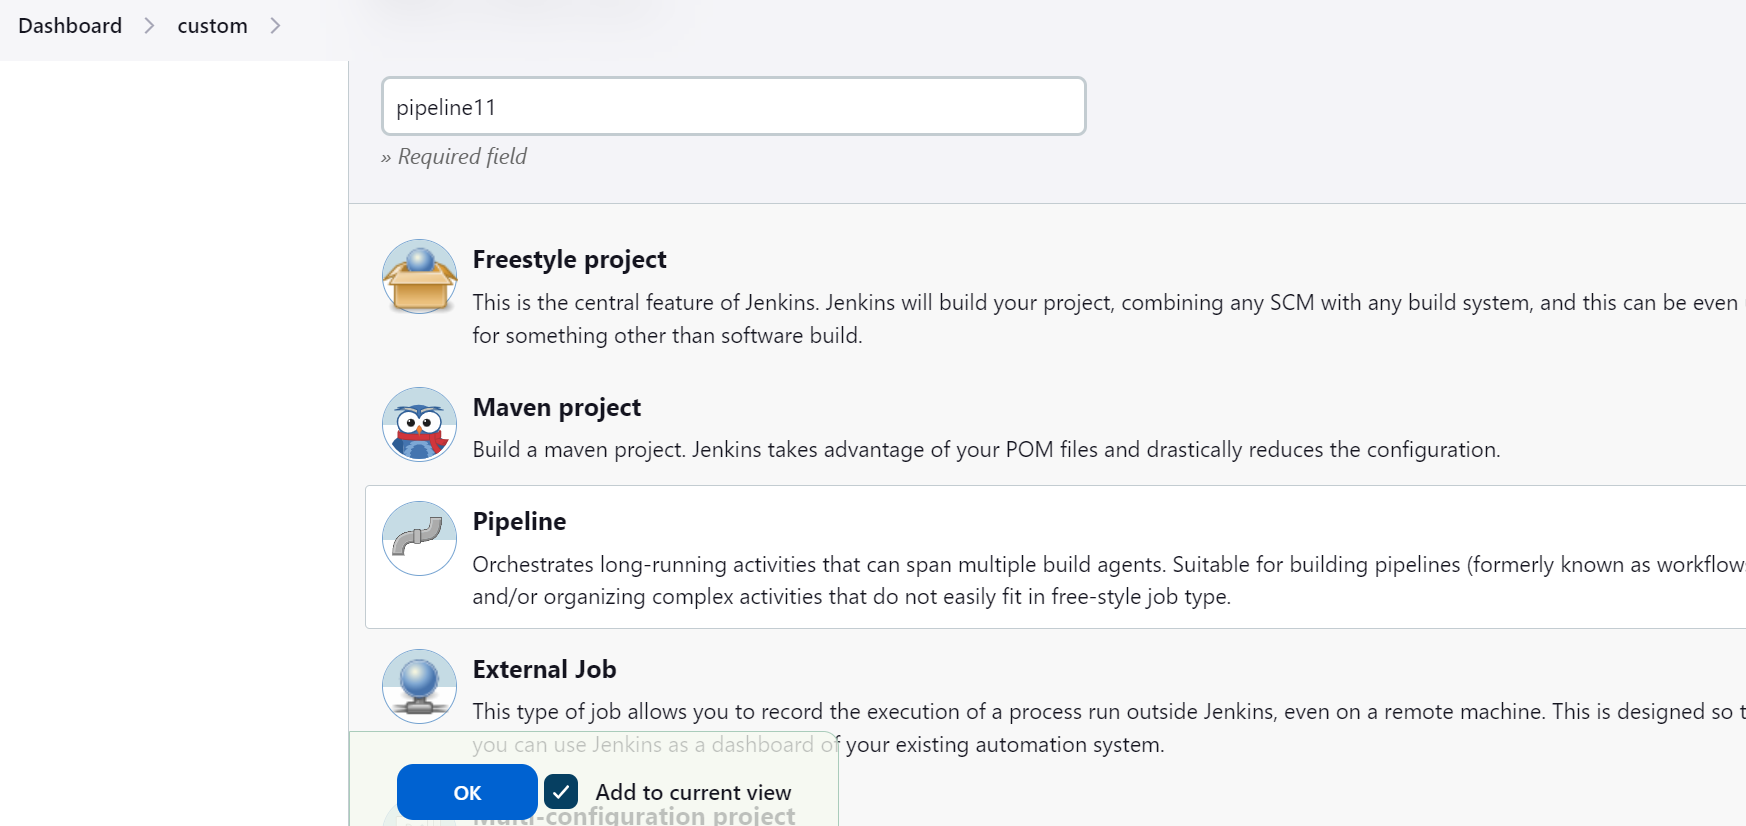 Dashboard > custom >
pipeline11
» Required field
Freestyle project
This is the central feature of Jenkins. Jenkins will build your project, combining any SCM with any build system, and this can be even
for something other than software build.
Maven project
Build a maven project. Jenkins takes advantage of your POM files and drastically reduces the configuration.
Pipeline
Orchestrates long-running activities that can span multiple build agents. Suitable for building pipelines (formerly known as workflows
and/or organizing complex activities that do not easily fit in free-style job type.
External Job
This type of job allows you to record the execution of a process run outside Jenkins, even on a remote machine. This is designed so
you can use Jenkins as a dashboard of your existing automation system.
OK Add to current view
Multi-configuration project